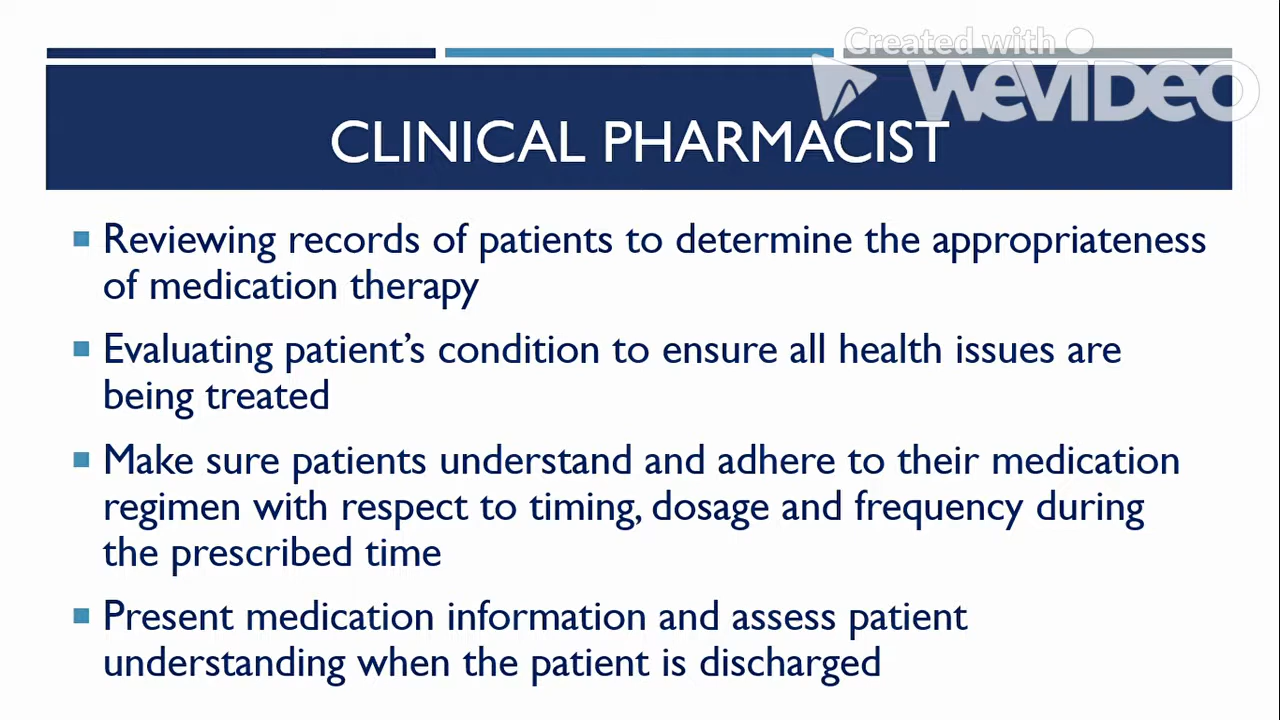 Created with
WEVIDEO
CLINICAL PHARMACIST
Reviewing records of patients to determine the appropriateness
of medication therapy
Evaluating patient’s condition to ensure all health issues are
being treated
Make sure patients understand and adhere to their medication
regimen with respect to timing, dosage and frequency during
the prescribed time
Present medication information and assess patient
understanding when the patient is discharged